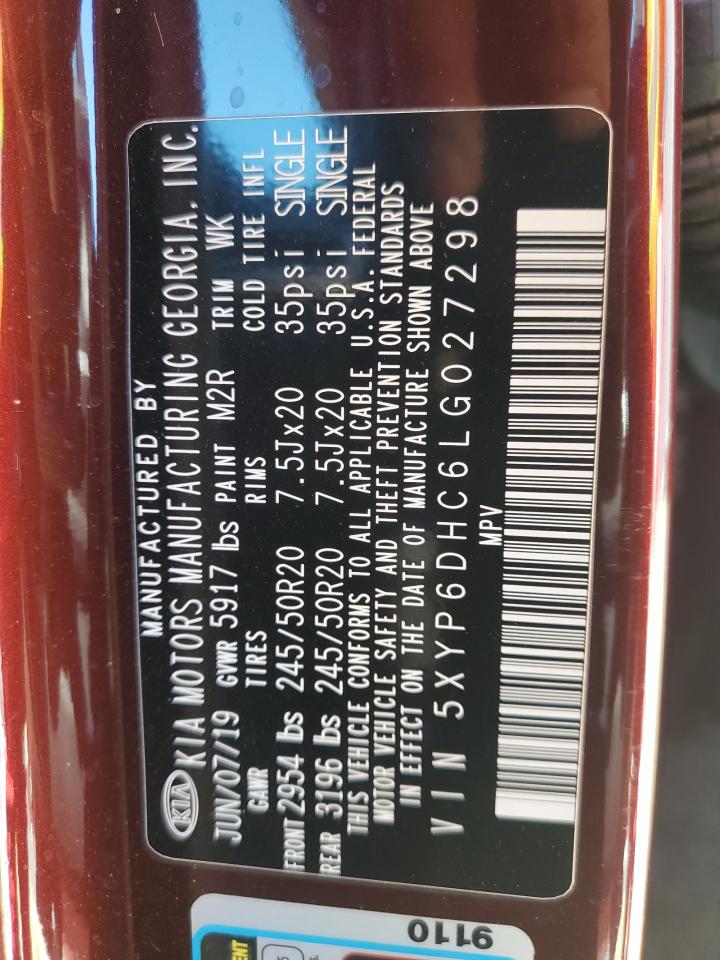 MANUFACTURED BY
KIA KIA MOTORS MANUFACTURING GEORGIA, INC.
JUN/07/19 GVWR 5917 lbs PAINT M2R TRIM WK
GAWR TIRES RIMS COLD TIRE INFL
FRONT 2954 lbs 245/50R20 7.5Jx20 35psi SINGLE
REAR 3196 lbs 245/50R20 7.5Jx20 35psi SINGLE
THIS VEHICLE CONFORMS TO ALL APPLICABLE U.S.A. FEDERAL
MOTOR VEHICLE SAFETY AND THEFT PREVENTION STANDARDS
IN EFFECT ON THE DATE OF MANUFACTURE SHOWN ABOVE
VIN 5XYP6DHC6LG027298
MPV
9110